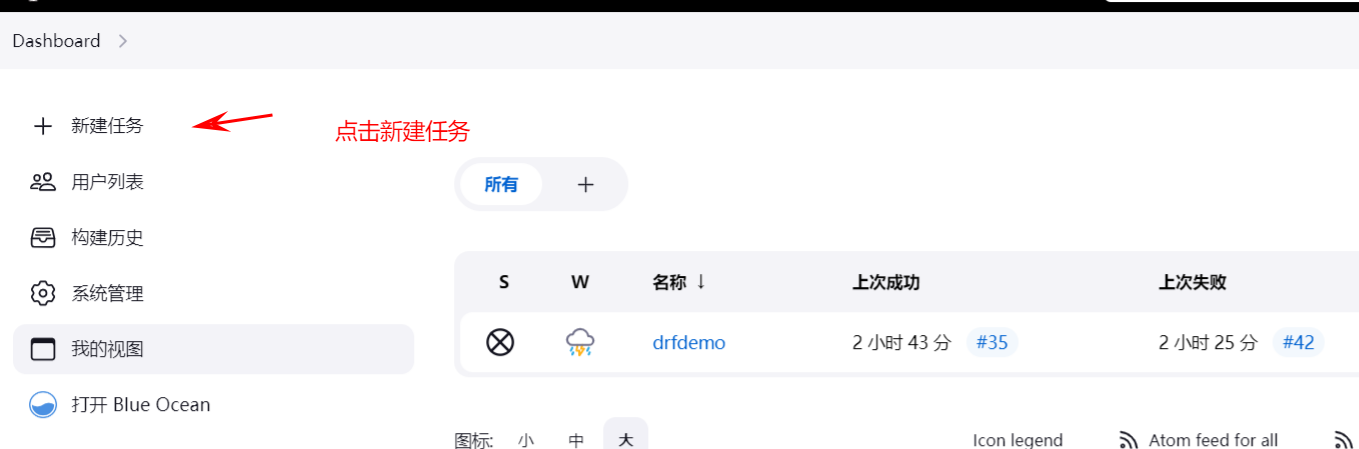 Dashboard
新建任务
点击新建任务
用户列表
所有
构建历史
系统管理
S W 名称 ↓ 上次成功 上次失败
我的视图
drfdemo 2 小时 43 分 #35 2 小时 25 分 #42
打开 Blue Ocean
图标: 小 中 大 Icon legend Atom feed for all